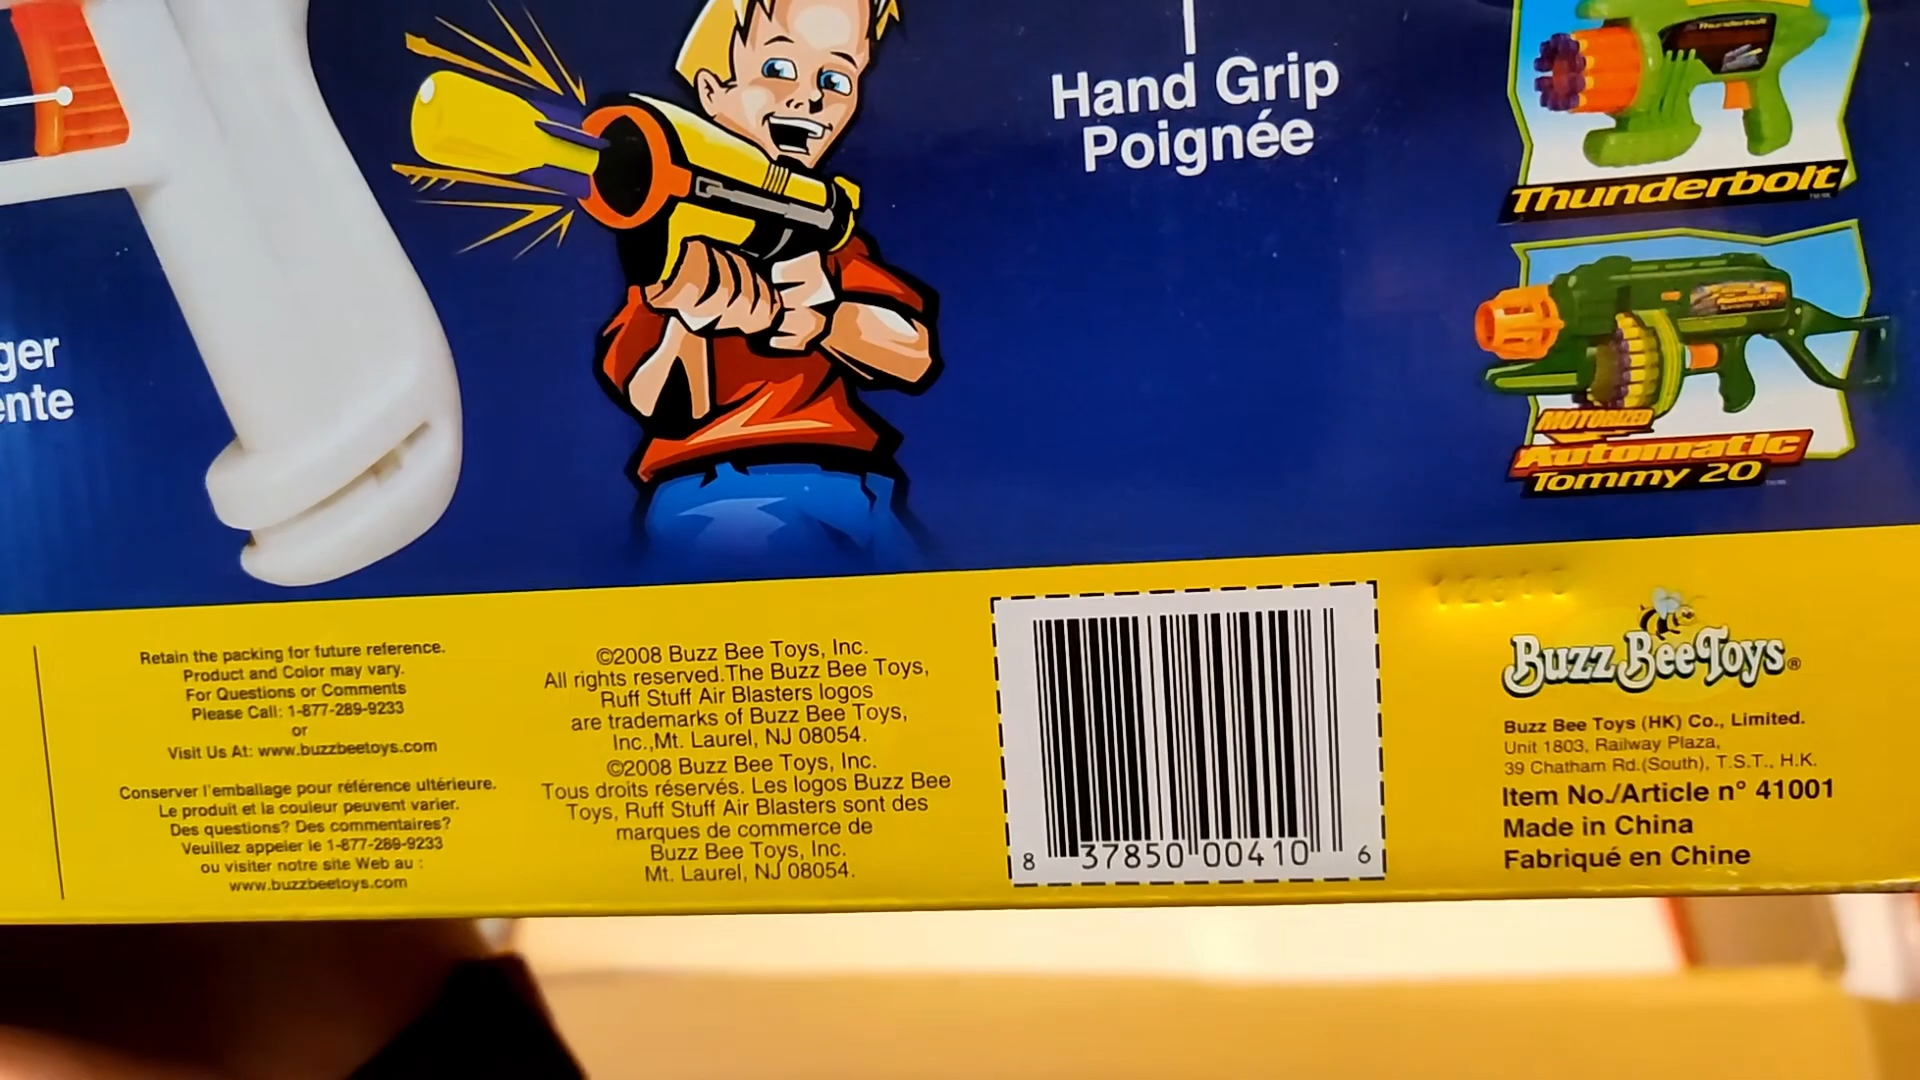 Hand Grip
Poignée
Thunderbolt
MOTORIZED
Automatic
Tommy 20
ger
ente
Retain the packing for future reference.
Product and Color may vary.
For Questions or Comments
Please Call: 1-877-289-9233
or
Visit Us At: www.buzzbeetoys.com
Conserver l'emballage pour référence ultérieure.
Le produit et la couleur peuvent varier.
Des questions? Des commentaires?
Veuillez appeler le 1-877-289-9233
ou visiter notre site Web au :
www.buzzbeetoys.com
©2008 Buzz Bee Toys, Inc.
All rights reserved.The Buzz Bee Toys,
Ruff Stuff Air Blasters logos
are trademarks of Buzz Bee Toys,
Inc.,Mt. Laurel, NJ 08054.
©2008 Buzz Bee Toys, Inc.
Tous droits réservés. Les logos Buzz Bee
Toys, Ruff Stuff Air Blasters sont des
marques de commerce de
Buzz Bee Toys, Inc.
Mt. Laurel, NJ 08054.
8 37850 00410 6
Buzz Bee Toys®
Buzz Bee Toys (HK) Co., Limited.
Unit 1803, Railway Plaza,
39 Chatham Rd.(South), T.S.T., H.K.
Item No./Article n° 41001
Made in China
Fabriqué en Chine